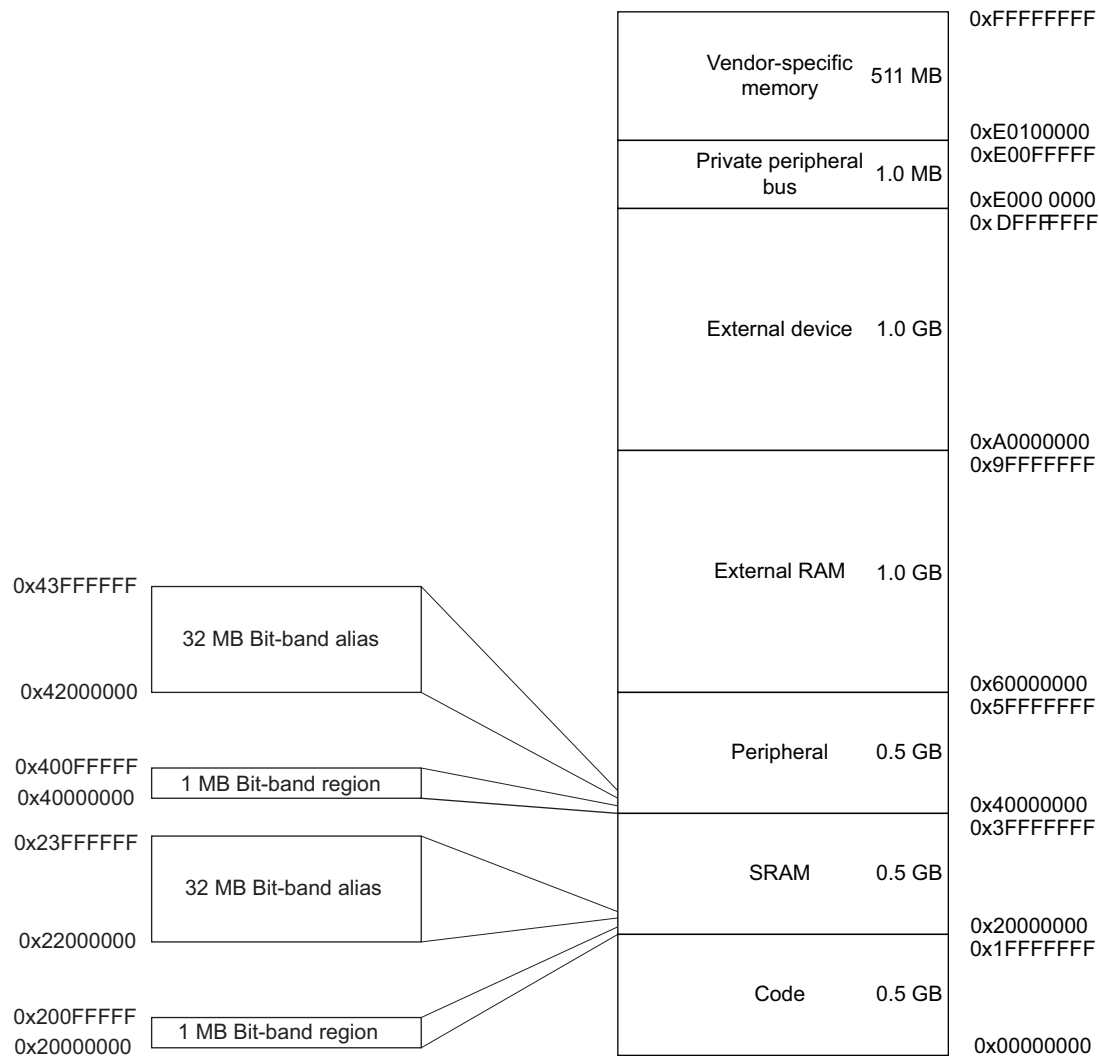 0xFFFFFFFF
Vendor-specific
memory
511 MB
0xE0100000
0xE00FFFFF
Private peripheral
bus
1.0 MB
0xE000 0000
0x DFFFFFFF
External device
1.0 GB
0xA0000000
0x9FFFFFFF
External RAM
1.0 GB
0x60000000
0x5FFFFFFF
Peripheral
0.5 GB
0x40000000
0x3FFFFFFF
SRAM
0.5 GB
0x20000000
0x1FFFFFFF
Code
0.5 GB
0x00000000
0x43FFFFFF
32 MB Bit-band alias
0x42000000
0x400FFFFF
1 MB Bit-band region
0x40000000
0x23FFFFFF
32 MB Bit-band alias
0x22000000
0x200FFFFF
1 MB Bit-band region
0x20000000